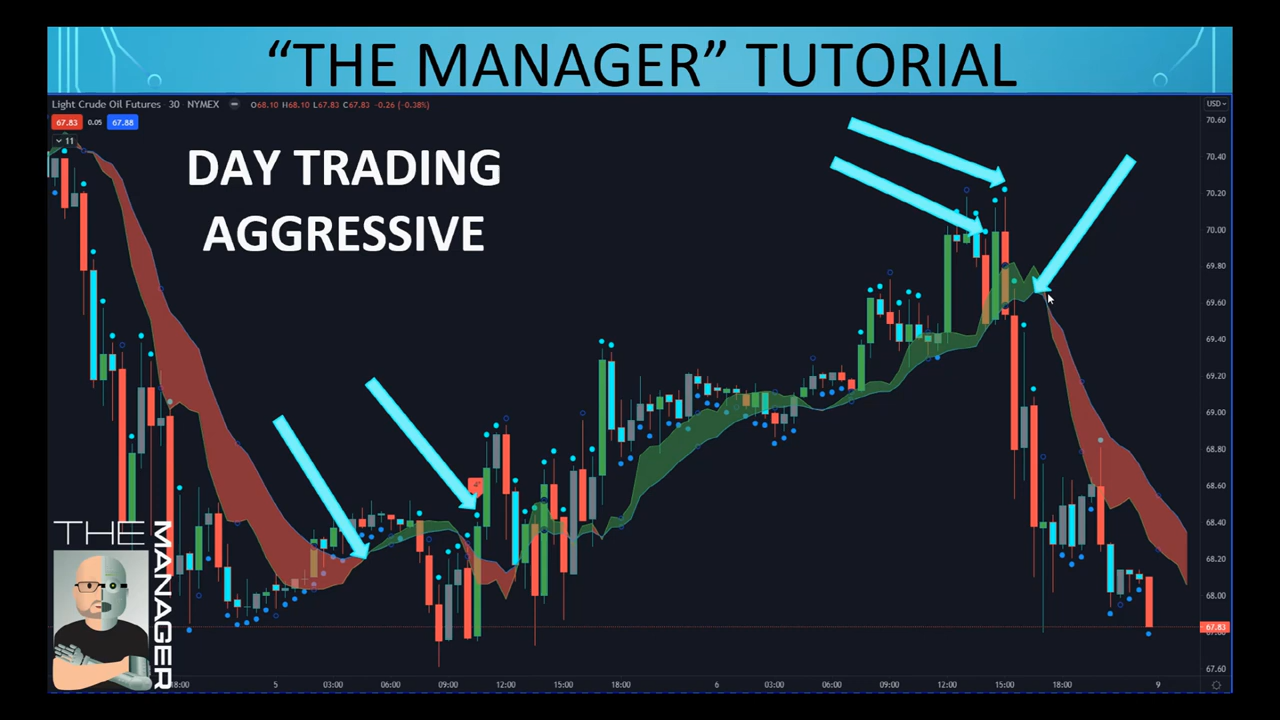 “THE MANAGER” TUTORIAL
Light Crude Oil Futures · 30 · NYMEX O68.10 H68.10 L67.83 C67.83 -0.26 (-0.38%)
USD
67.83 0.05 67.88
11
DAY TRADING
AGGRESSIVE
70.60
70.40
70.20
70.00
69.80
69.60
69.40
69.20
69.00
68.80
68.60
68.40
68.20
68.00
67.83
67.60
THE
MANAGER
18:00 5 03:00 06:00 09:00 12:00 15:00 18:00 6 03:00 06:00 09:00 12:00 15:00 18:00 9